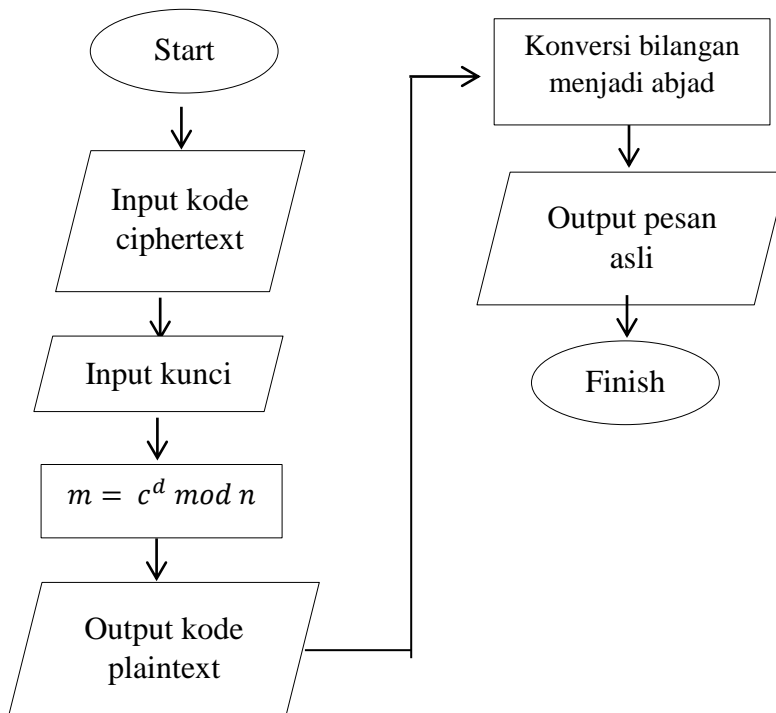 Start
Input kode
ciphertext
Input kunci
m = c^d mod n
Output kode
plaintext
Konversi bilangan
menjadi abjad
Output pesan
asli
Finish